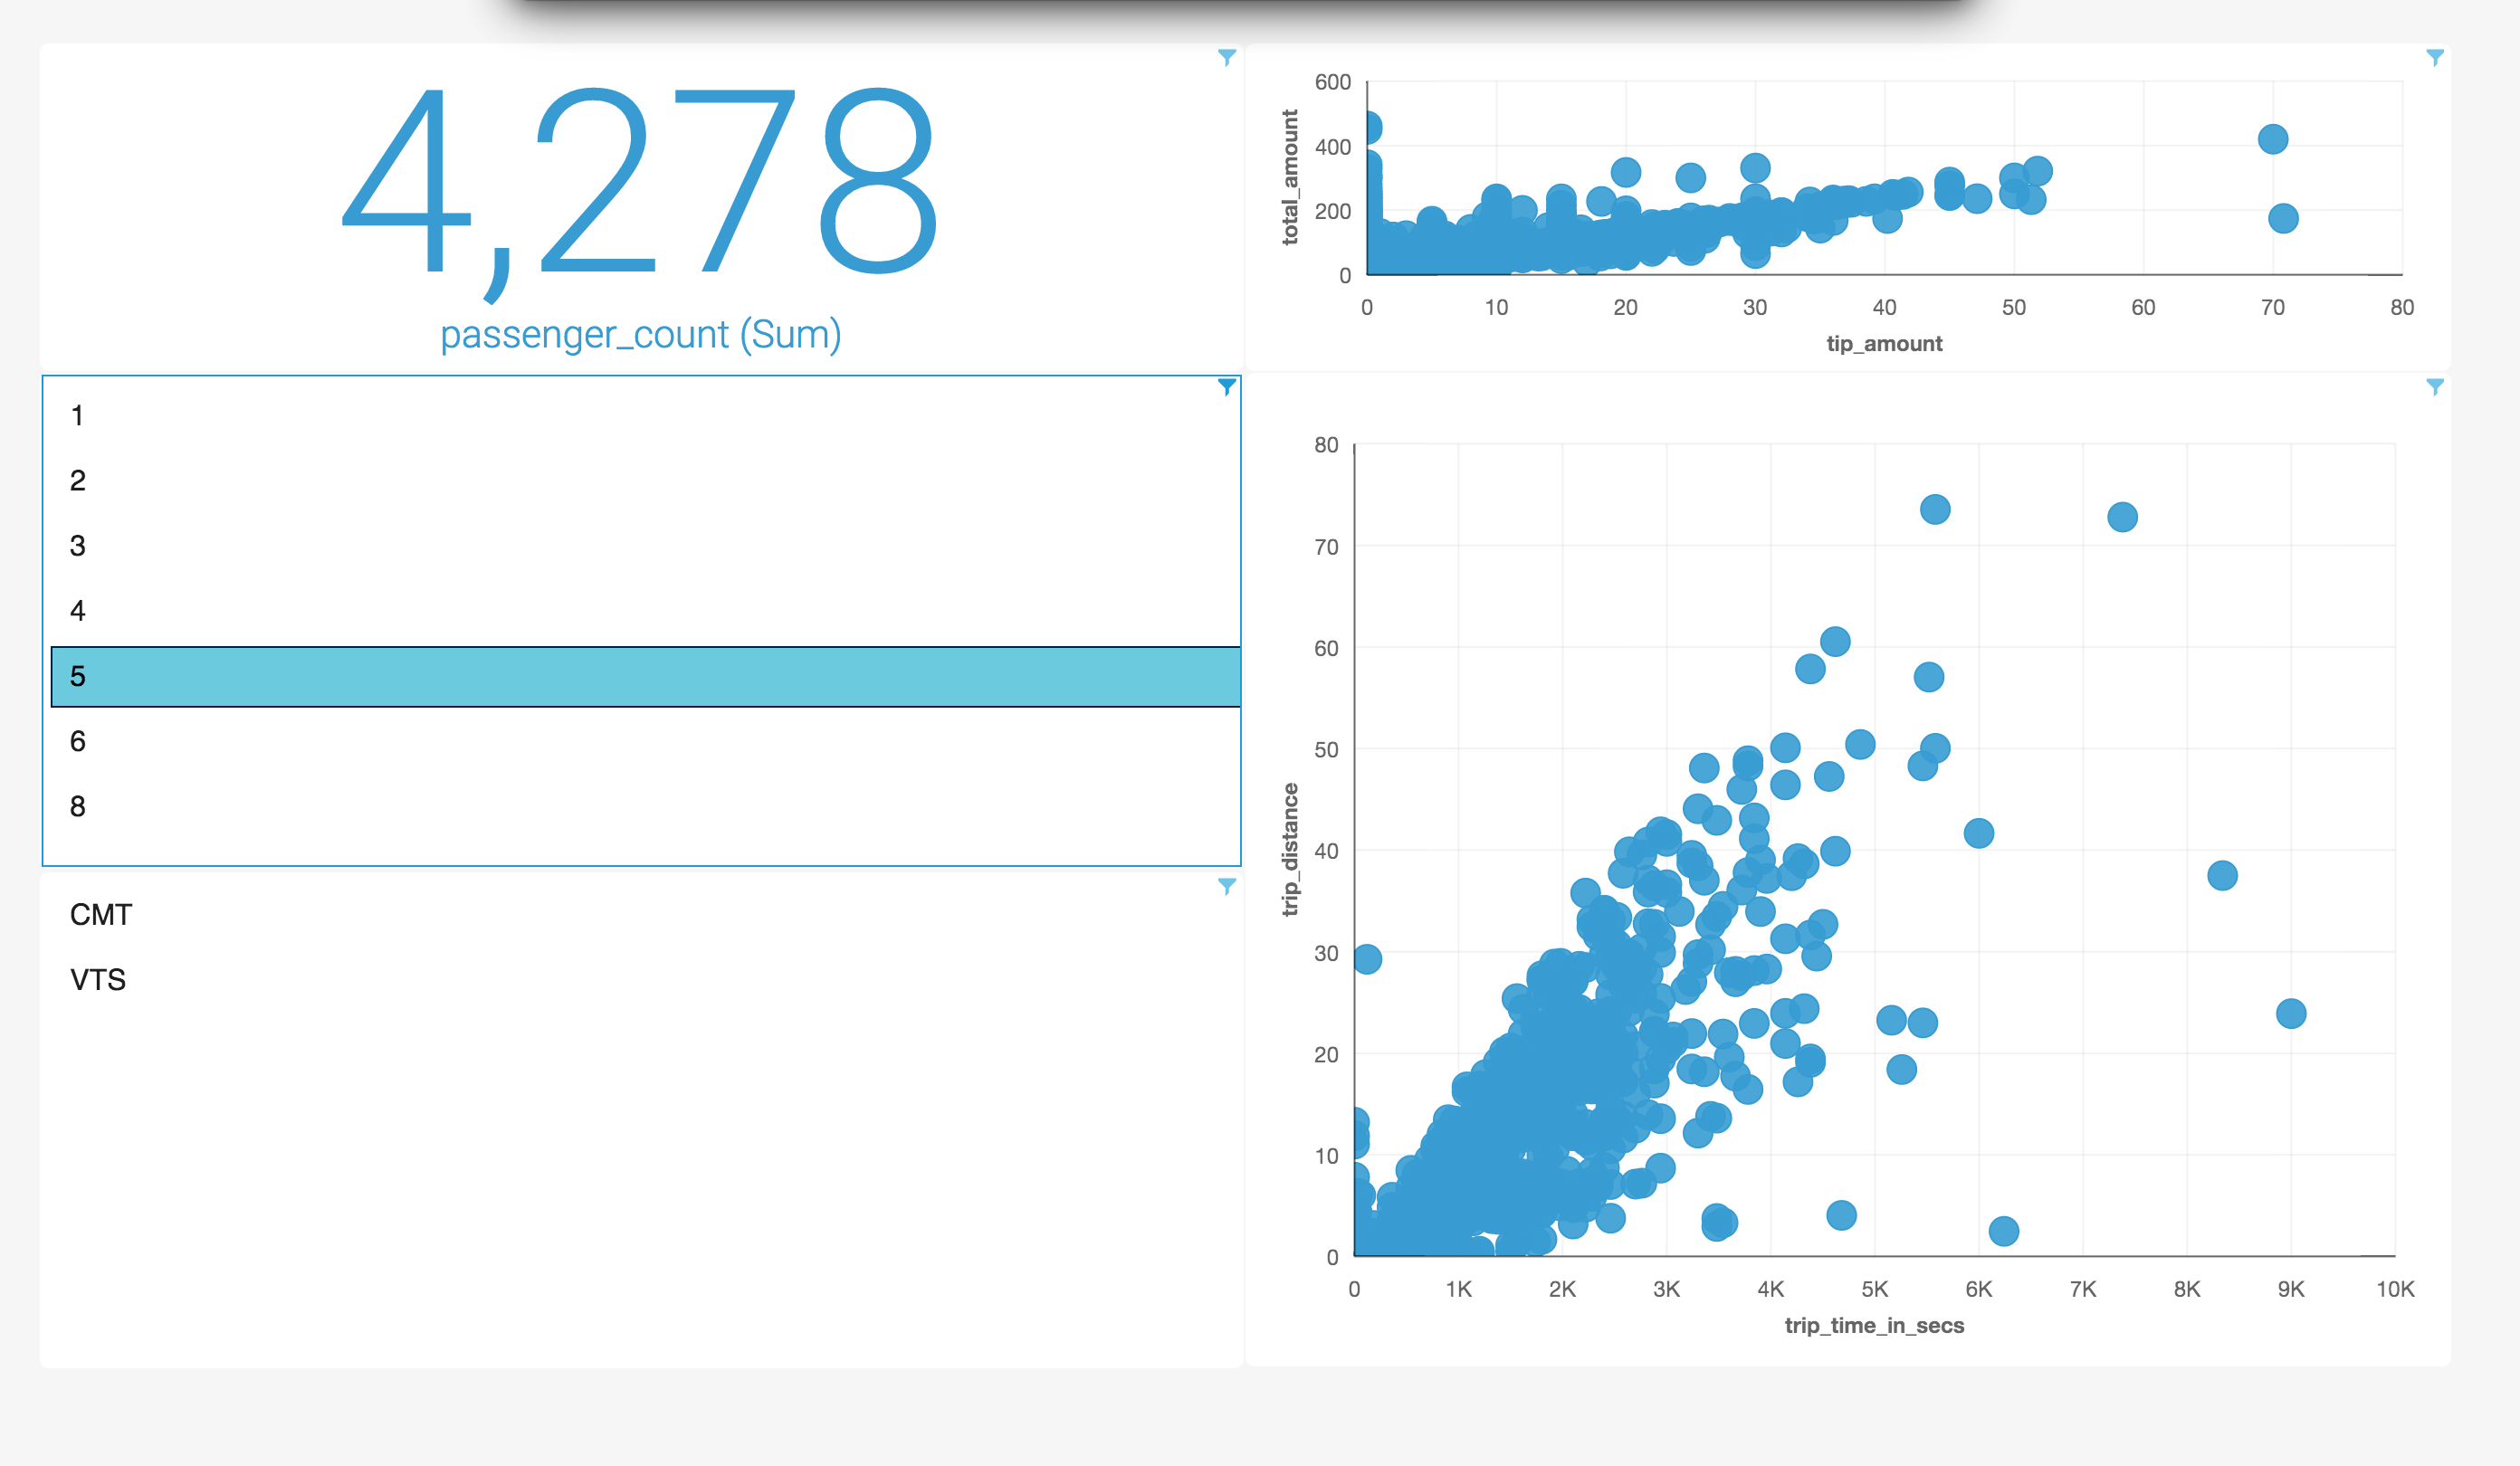 4,278
passenger_count (Sum)
600
400
200
0
0 10 20 30 40 50 60 70 80
total_amount
tip_amount
1
2
3
4
5
6
8
CMT
VTS
80
70
60
50
40
30
20
10
0
0 1K 2K 3K 4K 5K 6K 7K 8K 9K 10K
trip_distance
trip_time_in_secs